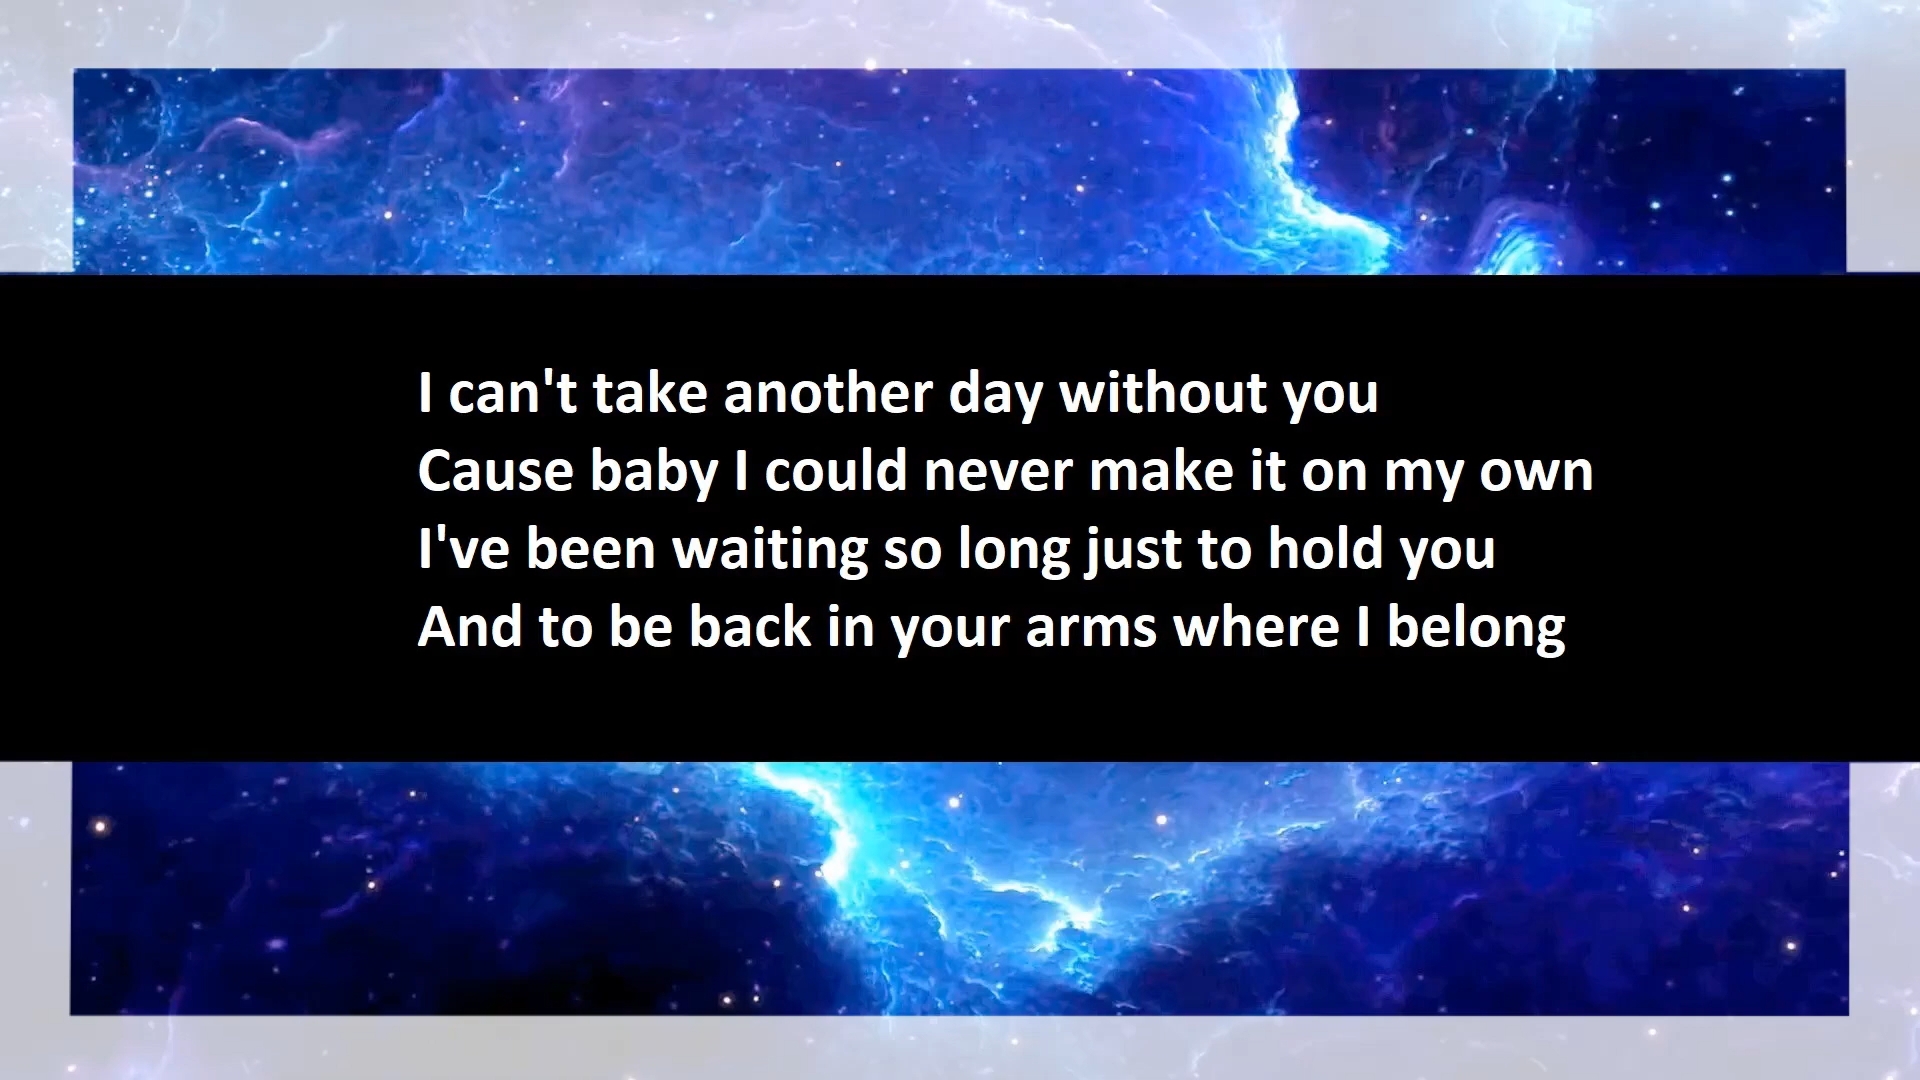 I can't take another day without you
Cause baby I could never make it on my own
I've been waiting so long just to hold you
And to be back in your arms where I belong